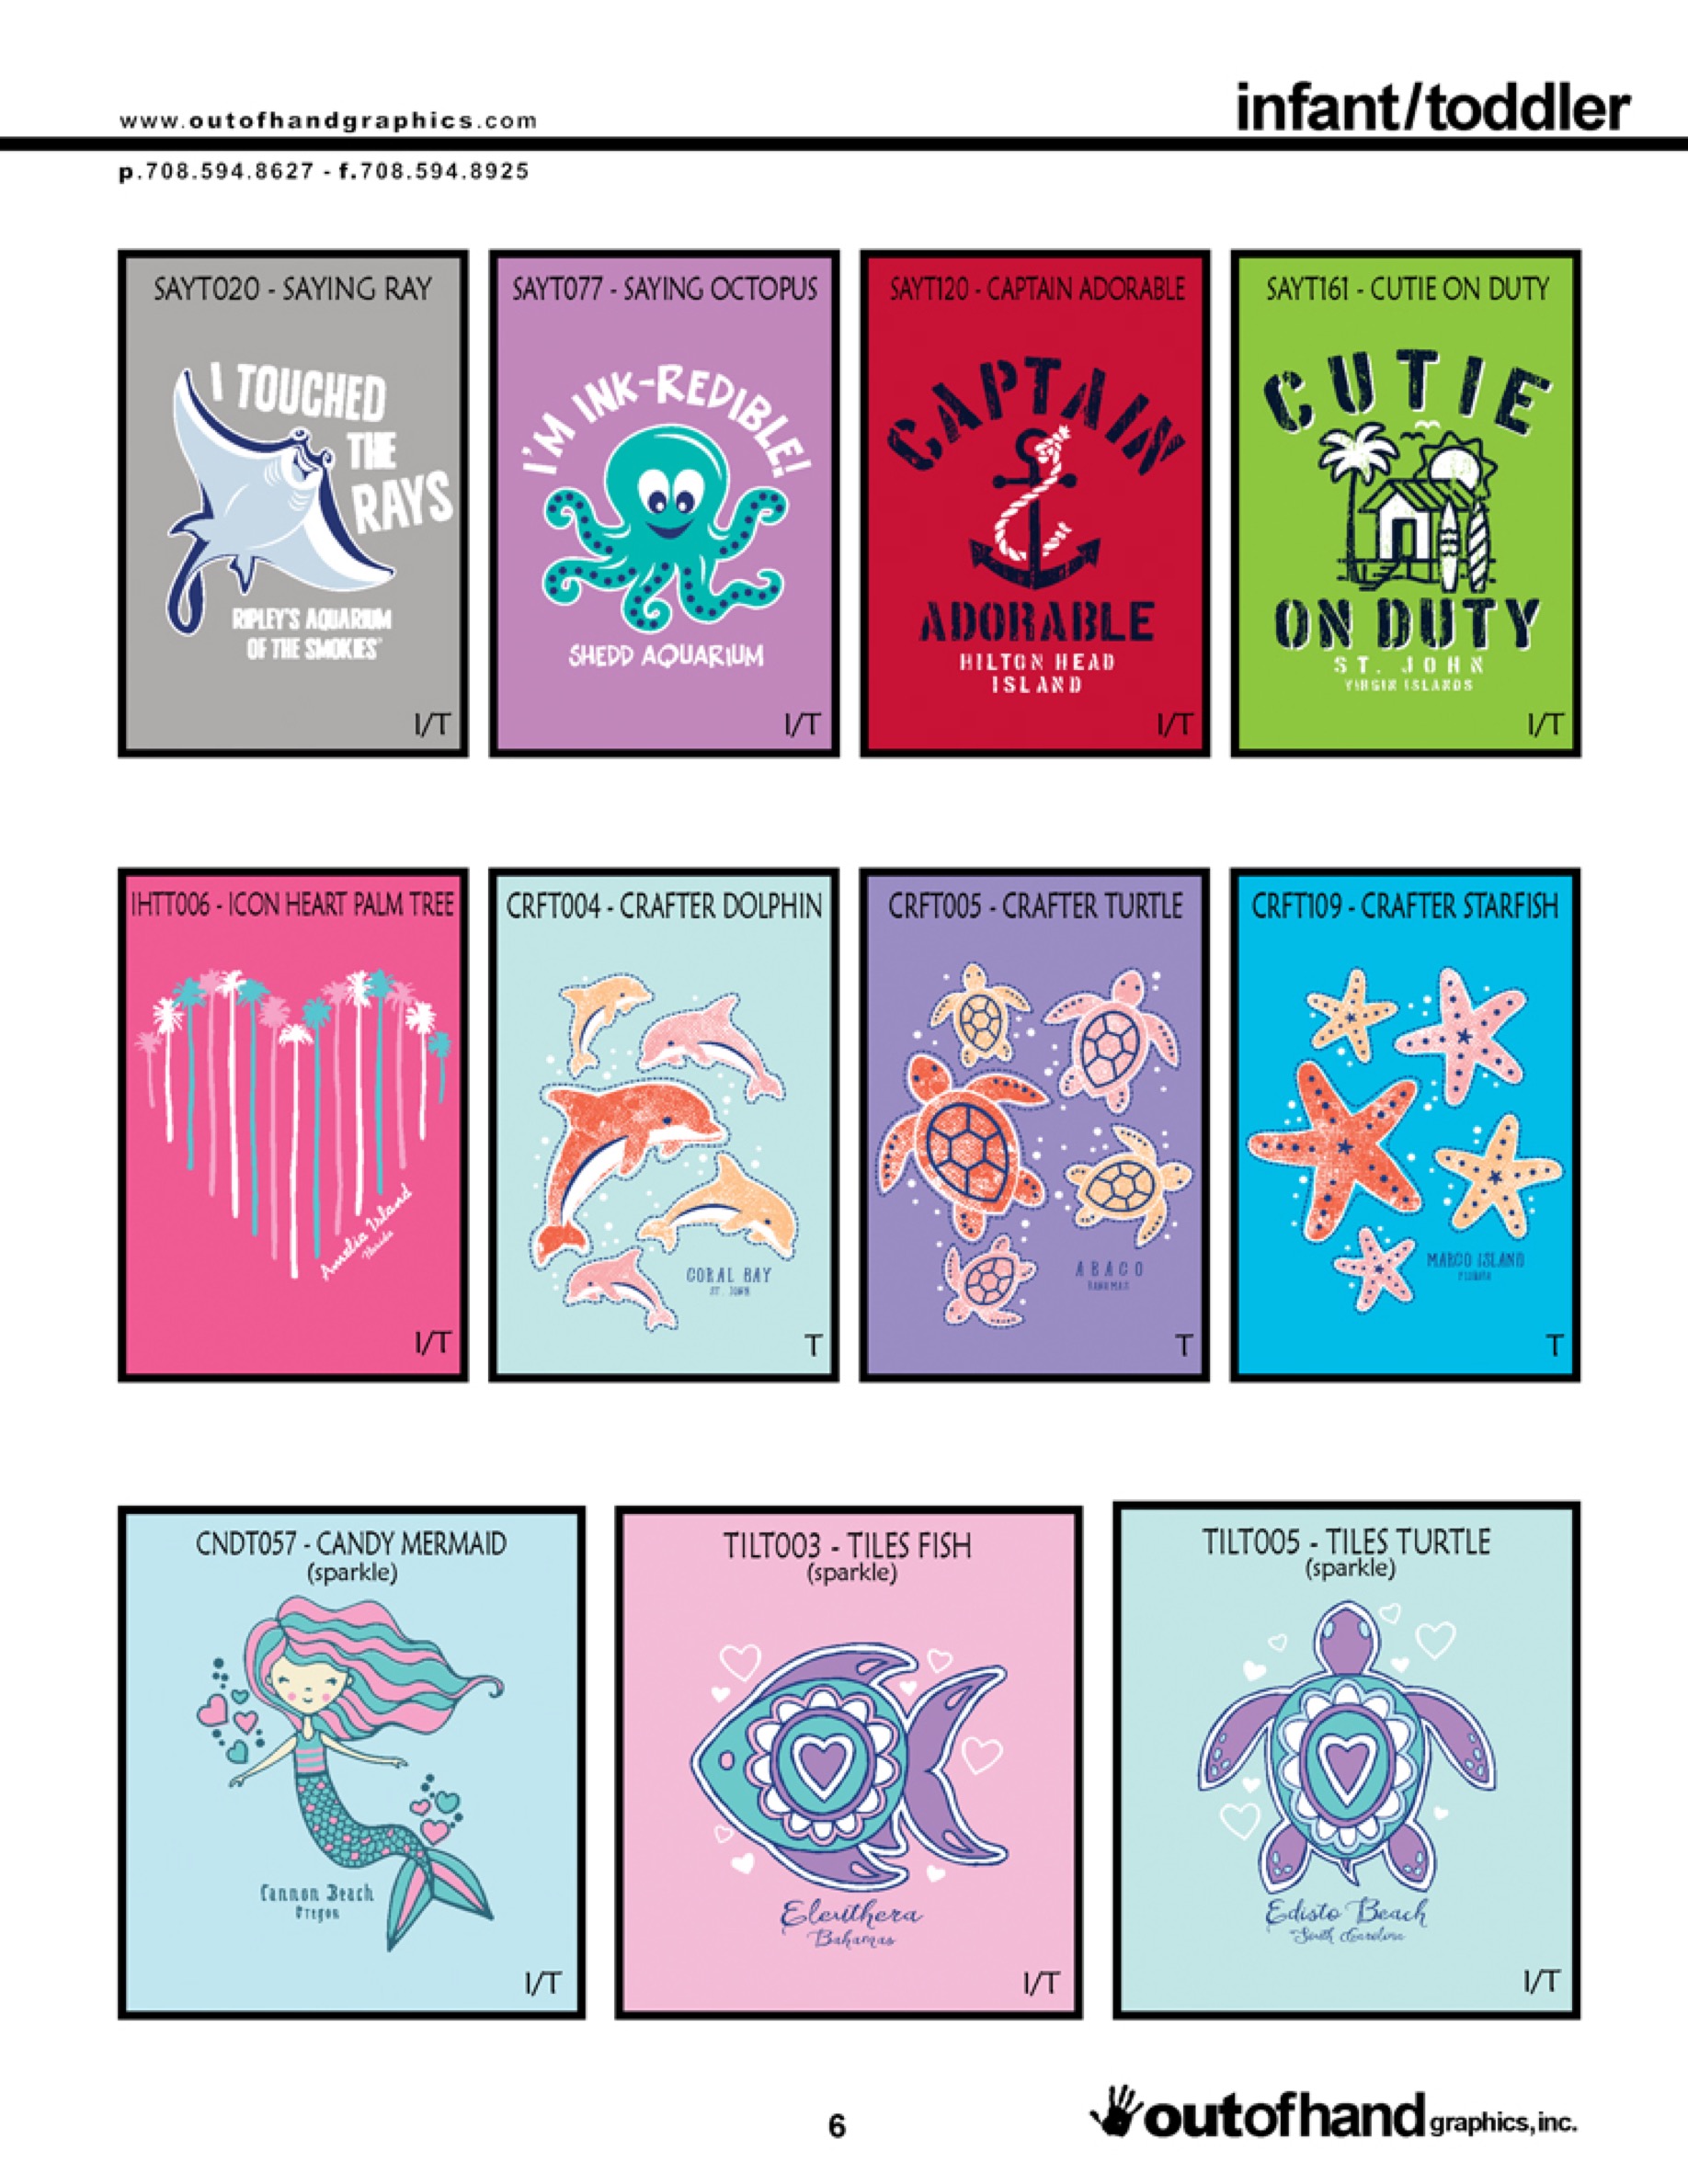 www.outofhandgraphics.com
infant/toddler
p.708.594.8627 - f.708.594.8925
SAYT020 - SAYING RAY
I TOUCHED
THE
RAYS
RIPLEY'S AQUARIUM
OF THE SMOKIES
I/T
SAYT077 - SAYING OCTOPUS
I'M INK-REDIBLE!
SHEDD AQUARIUM
I/T
SAYT120 - CAPTAIN ADORABLE
CAPTAIN
ADORABLE
HILTON HEAD
ISLAND
I/T
SAYT161 - CUTIE ON DUTY
CUTIE
ON DUTY
ST. JOHN
VIRGIN ISLANDS
I/T
IHTT006 - ICON HEART PALM TREE
Amelia Island
Florida
I/T
CRFT004 - CRAFTER DOLPHIN
CORAL BAY
ST. JOHN
T
CRFT005 - CRAFTER TURTLE
ABACO
BAHAMAS
T
CRFT109 - CRAFTER STARFISH
MARCO ISLAND
FLORIDA
T
CNDT057 - CANDY MERMAID
(sparkle)
Cannon Beach
Oregon
I/T
TILT003 - TILES FISH
(sparkle)
Eleuthera
Bahamas
I/T
TILT005 - TILES TURTLE
(sparkle)
Edisto Beach
South Carolina
I/T
6
outofhand graphics, inc.